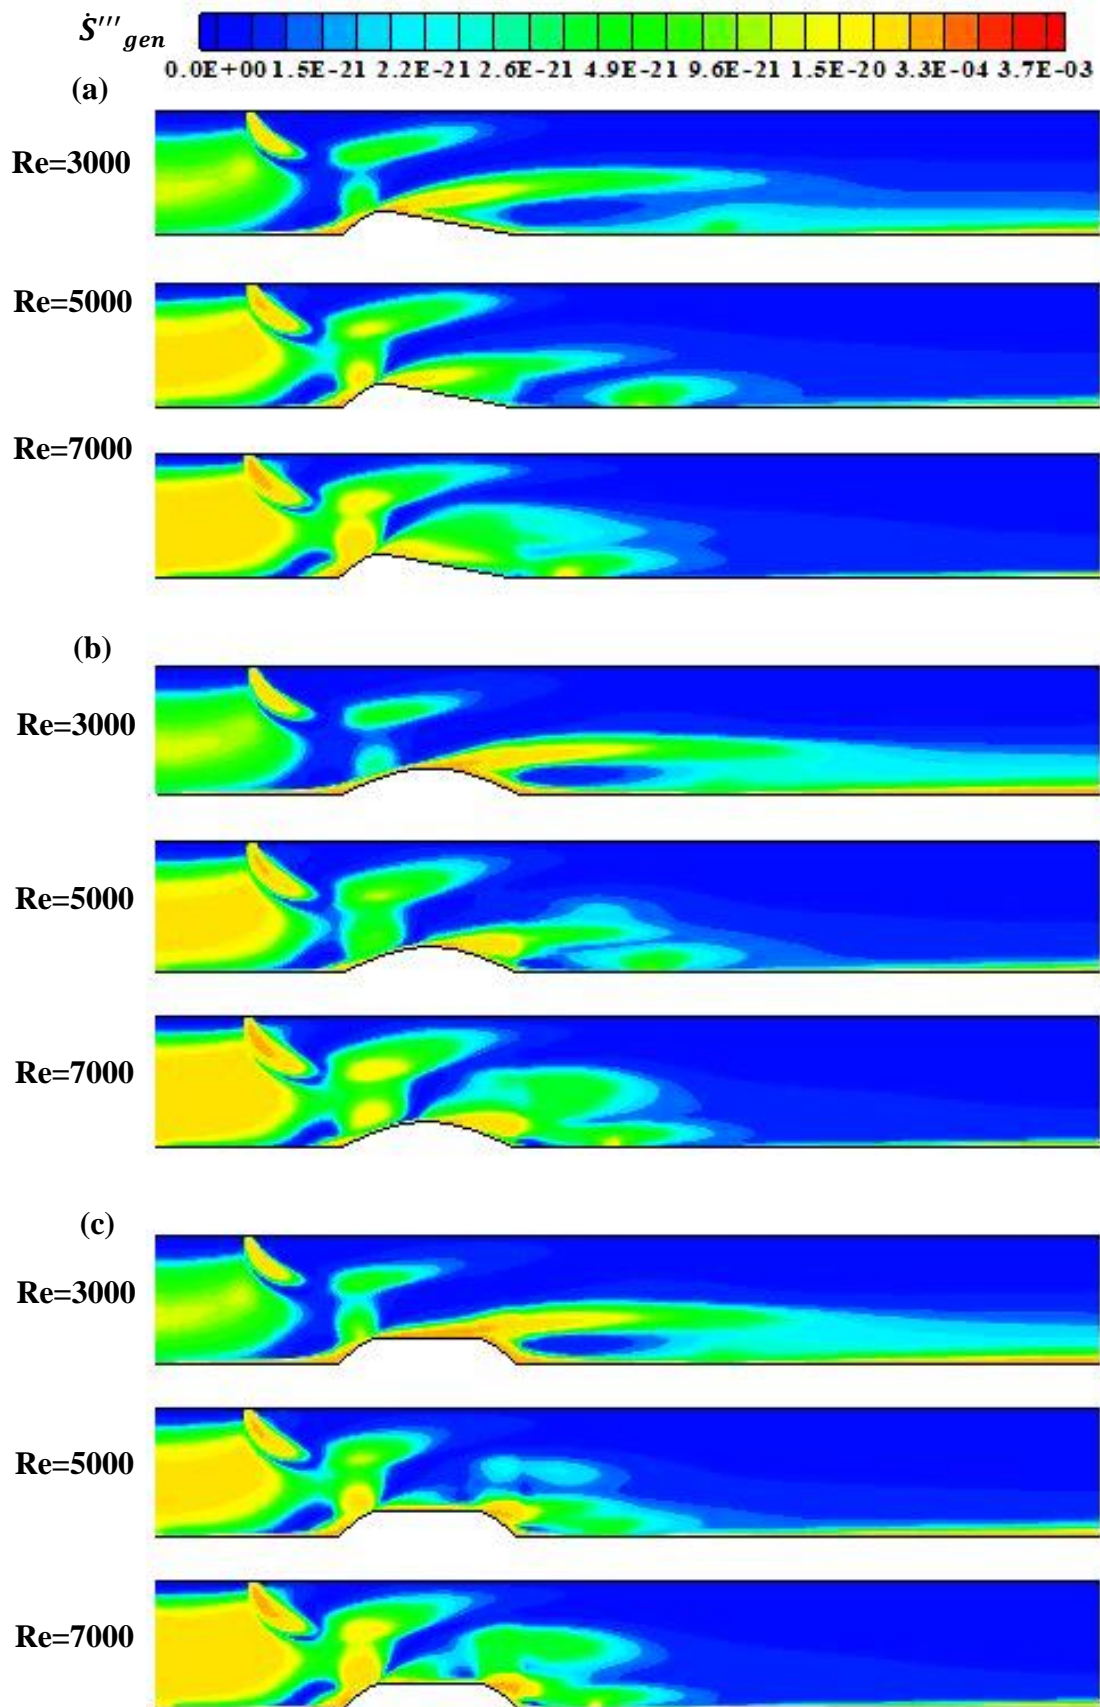 Ṡ′′′gen
0.0E+00 1.5E-21 2.2E-21 2.6E-21 4.9E-21 9.6E-21 1.5E-20 3.3E-04 3.7E-03
(a)
Re=3000
Re=5000
Re=7000
(b)
Re=3000
Re=5000
Re=7000
(c)
Re=3000
Re=5000
Re=7000